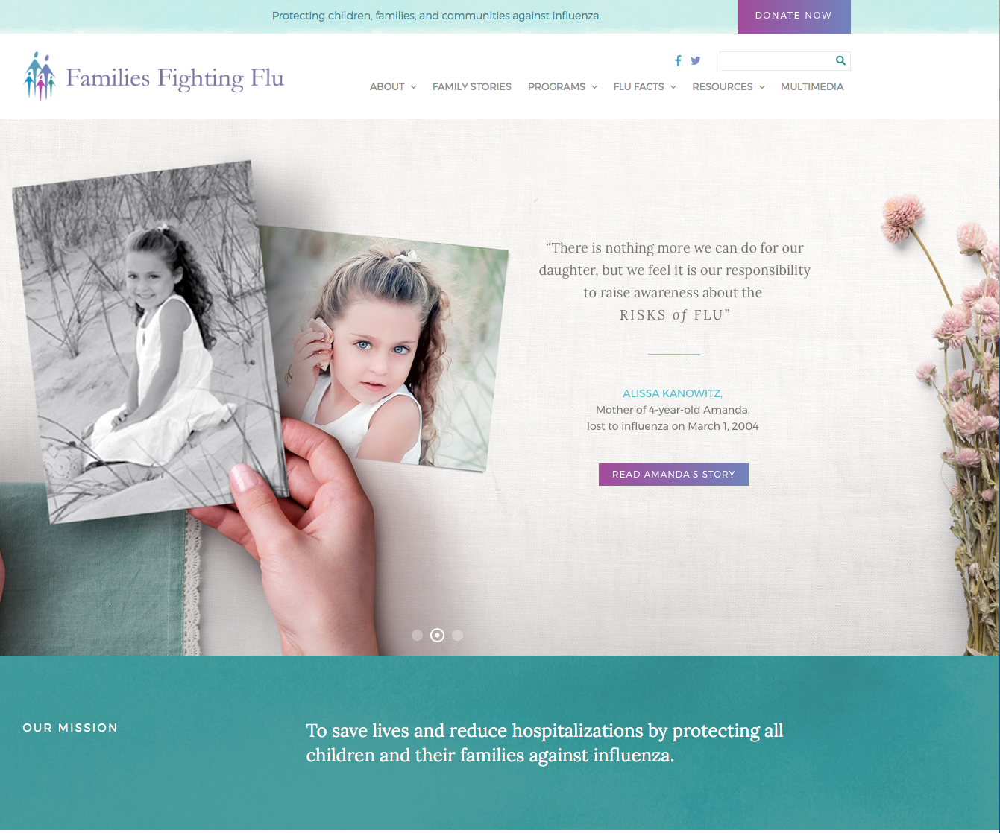 Protecting children, families, and communities against influenza.
DONATE NOW
Families Fighting Flu
ABOUT
FAMILY STORIES
PROGRAMS
FLU FACTS
RESOURCES
MULTIMEDIA
“There is nothing more we can do for our
daughter, but we feel it is our responsibility
to raise awareness about the
RISKS of FLU”
ALISSA KANOWITZ,
Mother of 4-year-old Amanda,
lost to influenza on March 1, 2004
READ AMANDA'S STORY
OUR MISSION
To save lives and reduce hospitalizations by protecting all
children and their families against influenza.